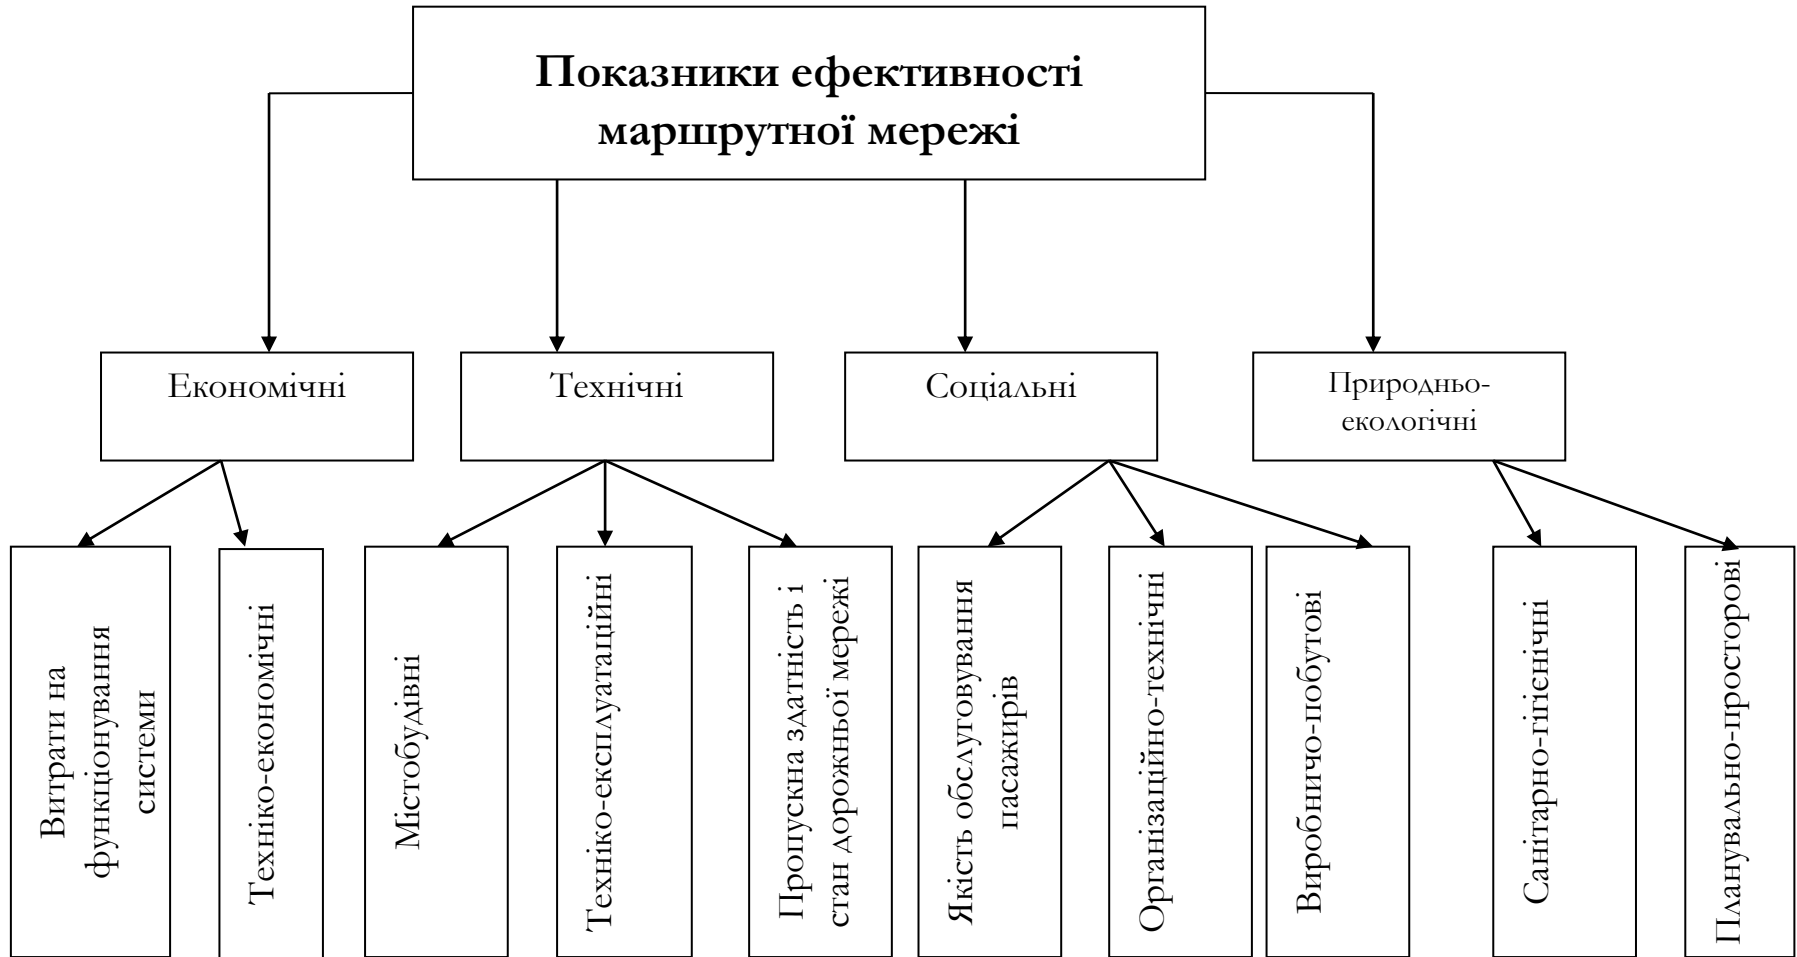 Показники ефективності
маршрутної мережі
Економічні
Технічні
Соціальні
Природньо-
екологічні
Витрати на
функціонування
системи
Техніко-економічні
Містобудівні
Техніко-експлуатаційні
Пропускна здатність і
стан дорожньої мережі
Якість обслуговування
пасажирів
Організаційно-технічні
Виробничо-побутові
Санітарно-гігієнічні
Планувально-просторові